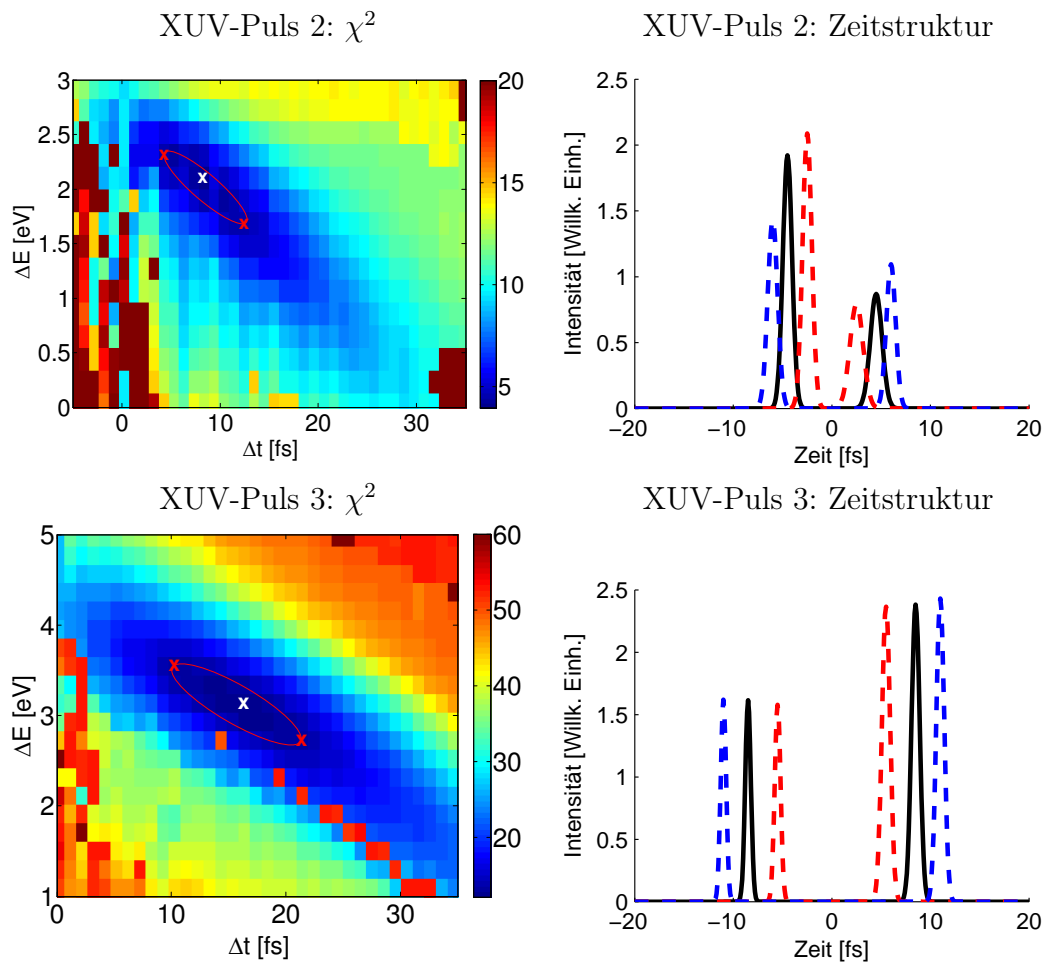 XUV-Puls 2: χ²
XUV-Puls 2: Zeitstruktur
3
2.5
2
1.5
1
0.5
0
ΔE [eV]
0
10
20
30
Δt [fs]
20
15
10
5
x
x
x
2.5
2
1.5
1
0.5
0
Intensität [Willk. Einh.]
−20
−10
0
10
20
Zeit [fs]
XUV-Puls 3: χ²
XUV-Puls 3: Zeitstruktur
5
4
3
2
1
ΔE [eV]
0
10
20
30
Δt [fs]
60
50
40
30
20
x
x
x
2.5
2
1.5
1
0.5
0
Intensität [Willk. Einh.]
−20
−10
0
10
20
Zeit [fs]